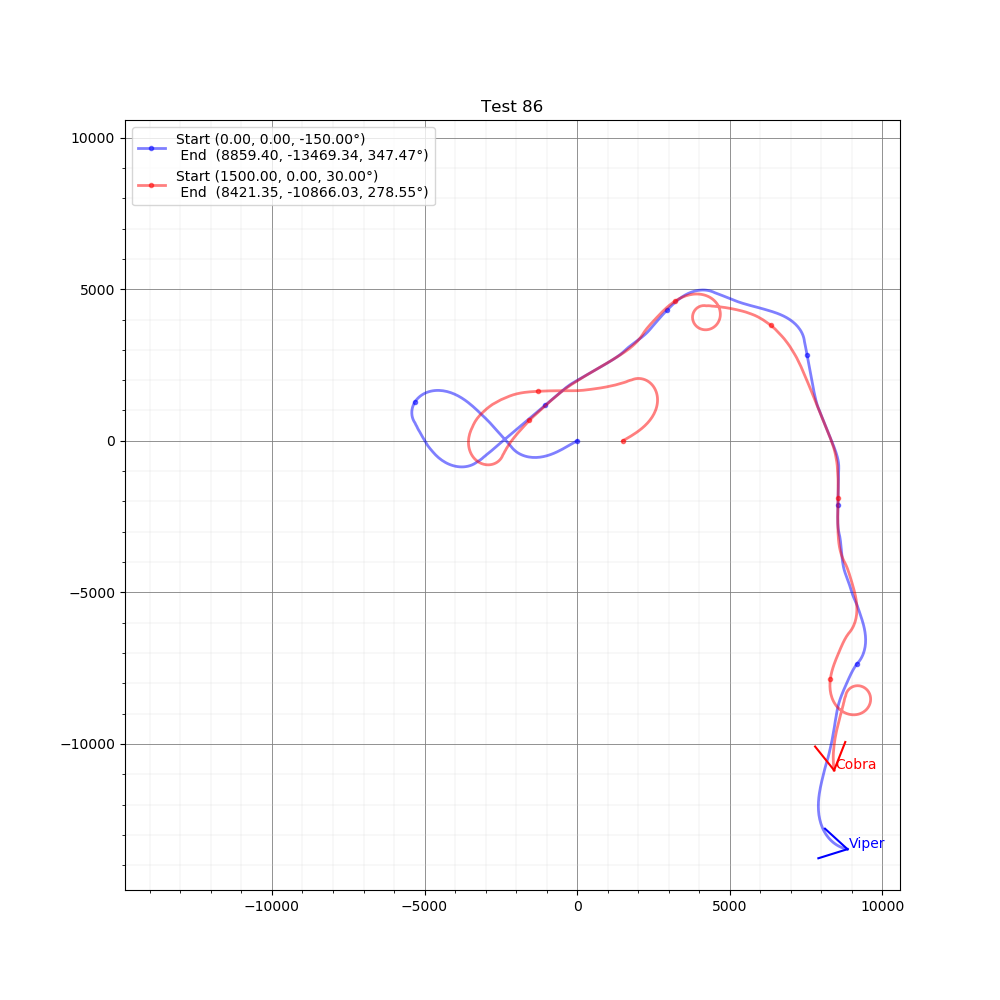 Test 86
Start (0.00, 0.00, -150.00°)
End (8859.40, -13469.34, 347.47°)
Start (1500.00, 0.00, 30.00°)
End (8421.35, -10866.03, 278.55°)
10000
5000
0
−5000
−10000
Cobra
Viper
−10000 −5000 0 5000 10000